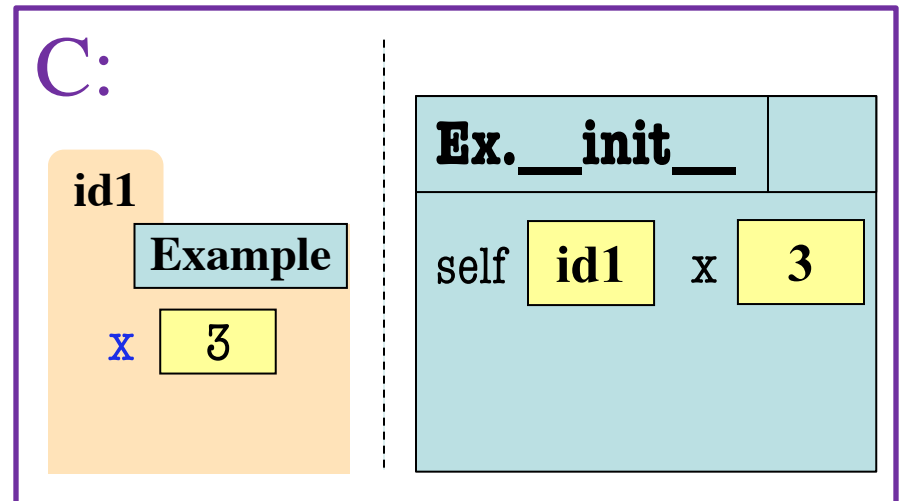 C:
id1
Example
x 3
Ex.__init__
self id1 x 3